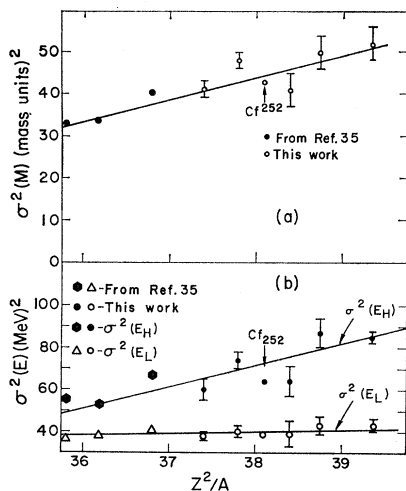 60
50
40
30
20
10
0
σ²(M) (mass units)²
Cf²⁵²
• From Ref. 35
○ This work
(a)
(b)
⬢ △ -From Ref. 35
• ○ -This work
⬢ • -σ²(E_H)
△ ○ -σ²(E_L)
100
80
60
40
σ²(E) (MeV)²
Cf²⁵²
σ²(E_H)
σ²(E_L)
36 37 38 39
Z²/A